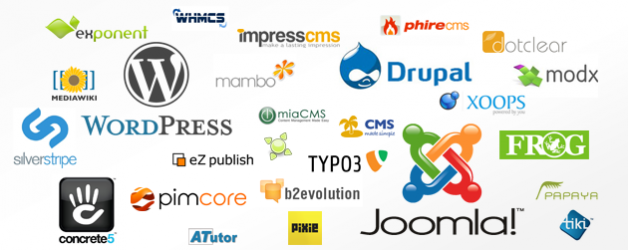 exponent
WHMCS
impresscms
make a lasting impression
phirecms
dotclear
MEDIAWIKI
W
mambo
Drupal
modx
XOOPS
powered by you
WORDPRESS
miaCMS
Content Management Made Easy
CMS
made simple
silverstripe
eZ publish
TYPO3
FROG
concrete5
pimcore
b2evolution
Joomla!™
PAPAYA
ATutor
PIXIE
tiki